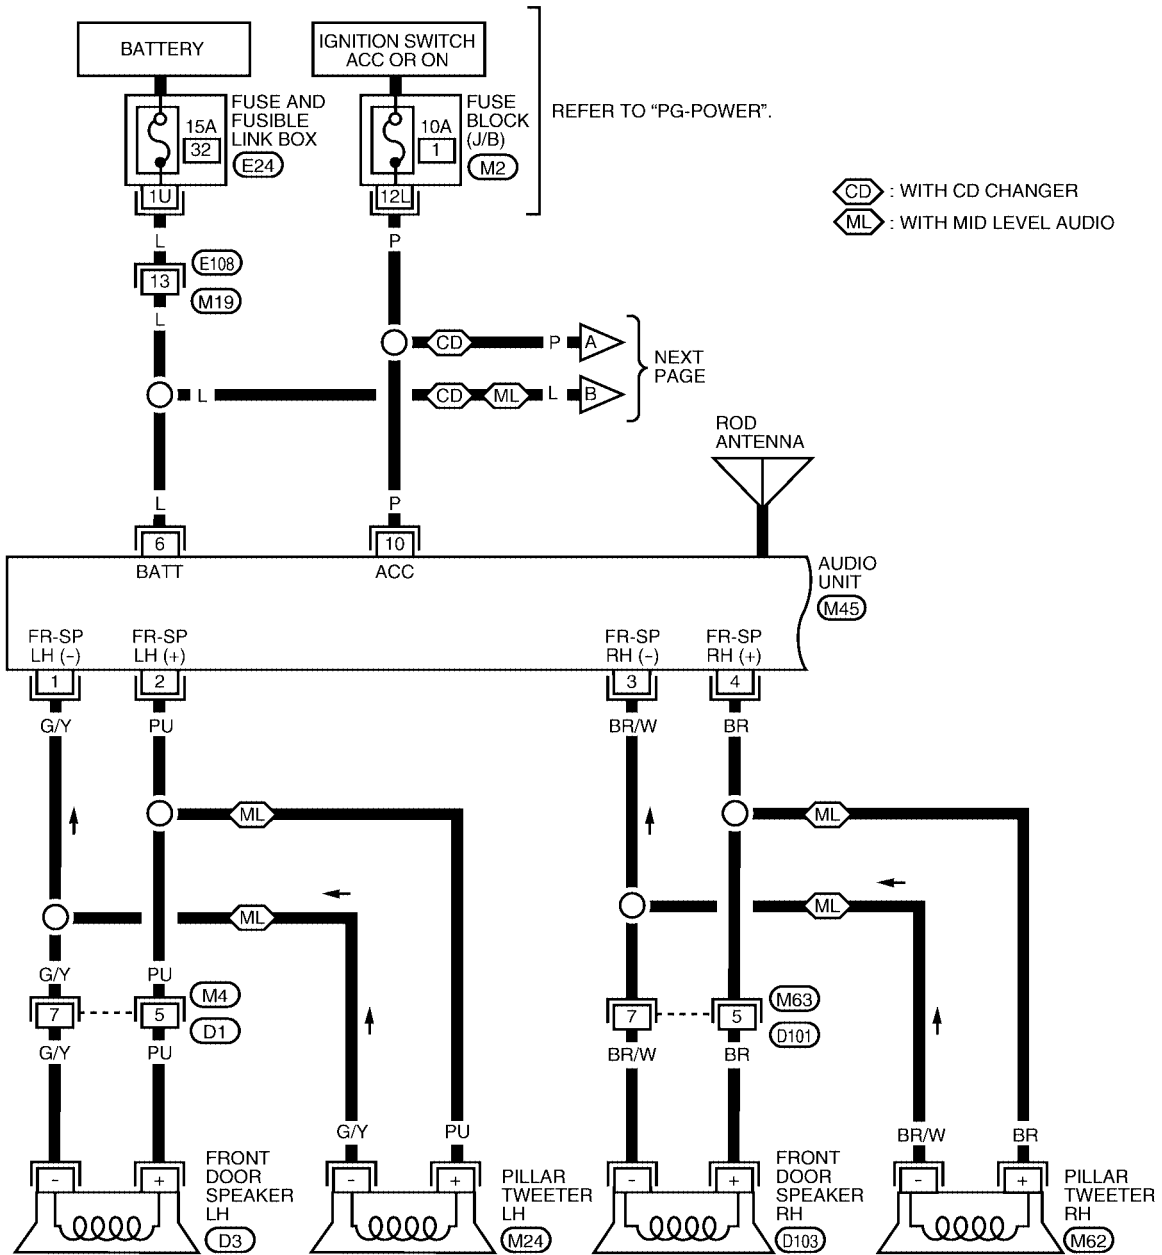 BATTERY
IGNITION SWITCH
ACC OR ON
FUSE AND
FUSIBLE
LINK BOX
E24
15A
32
10A
1
FUSE
BLOCK
(J/B)
M2
REFER TO “PG-POWER”.
1U
12L
CD : WITH CD CHANGER
ML : WITH MID LEVEL AUDIO
L
P
E108
13
M19
L
CD P A
NEXT
PAGE
L CD ML L B
ROD
ANTENNA
L
P
6
10
BATT
ACC
AUDIO
UNIT
M45
FR-SP
LH (-)
FR-SP
LH (+)
FR-SP
RH (-)
FR-SP
RH (+)
1
2
3
4
G/Y
PU
BR/W
BR
ML
ML
ML
ML
G/Y
PU
M4
7
5
D1
M63
7
5
D101
G/Y
PU
BR/W
BR
G/Y
PU
BR/W
BR
- +
FRONT
DOOR
SPEAKER
LH
D3
- +
PILLAR
TWEETER
LH
M24
- +
FRONT
DOOR
SPEAKER
RH
D103
- +
PILLAR
TWEETER
RH
M62